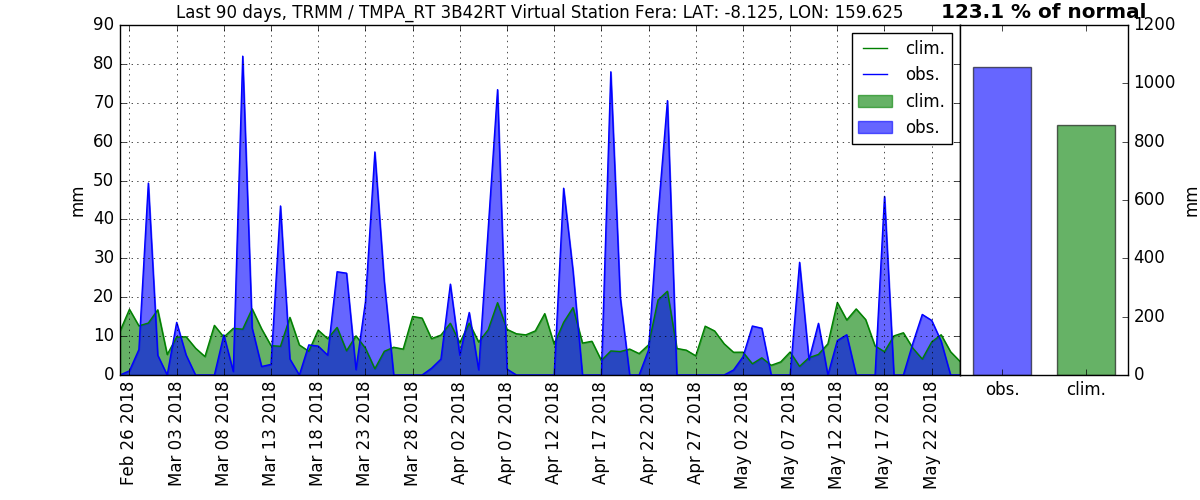 Last 90 days, TRMM / TMPA_RT 3B42RT Virtual Station Fera: LAT: -8.125, LON: 159.625
123.1 % of normal
90
80
70
60
50
40
30
20
10
0
mm
clim.
obs.
clim.
obs.
1200
1000
800
600
400
200
0
mm
Feb 26 2018
Mar 03 2018
Mar 08 2018
Mar 13 2018
Mar 18 2018
Mar 23 2018
Mar 28 2018
Apr 02 2018
Apr 07 2018
Apr 12 2018
Apr 17 2018
Apr 22 2018
Apr 27 2018
May 02 2018
May 07 2018
May 12 2018
May 17 2018
May 22 2018
obs.
clim.